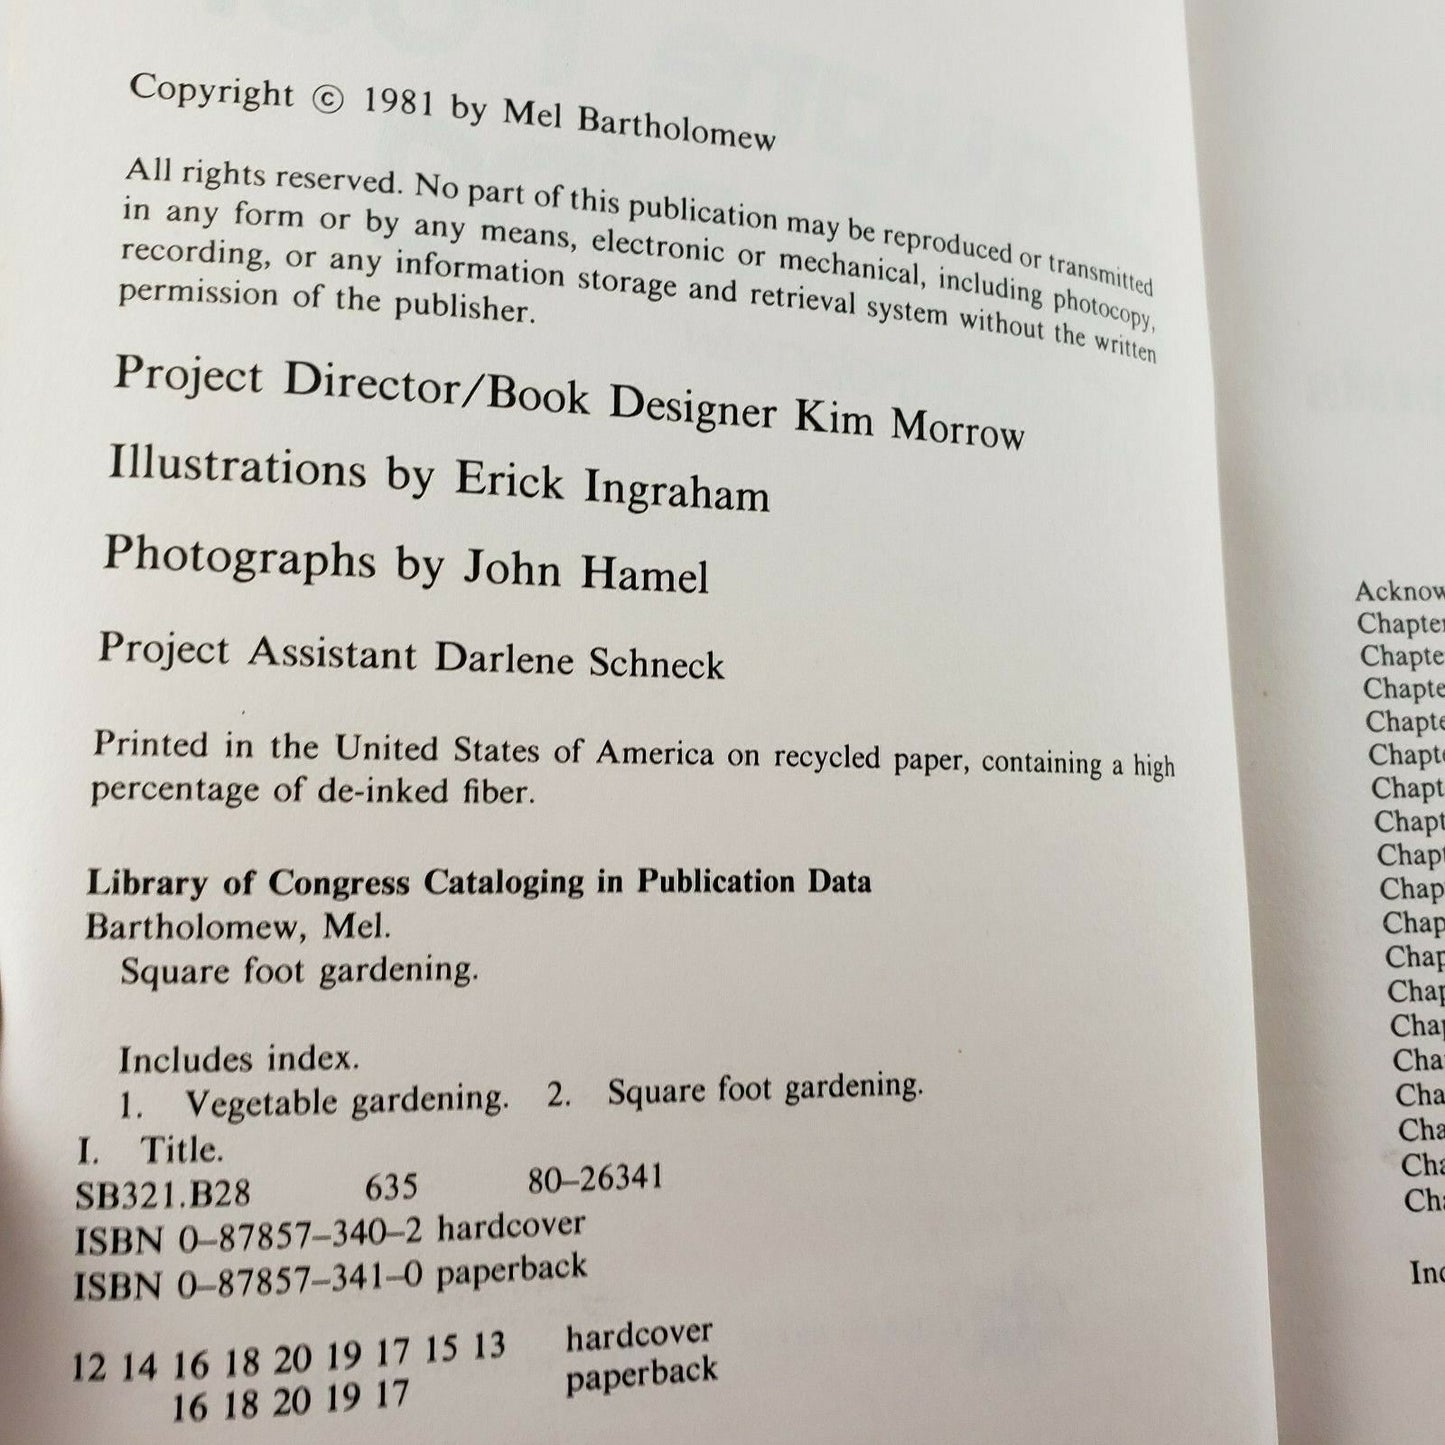 Copyright © 1981 by Mel Bartholomew
All rights reserved. No part of this publication may be reproduced or transmitted
in any form or by any means, electronic or mechanical, including photocopy,
recording, or any information storage and retrieval system without the written
permission of the publisher.
Project Director/Book Designer Kim Morrow
Illustrations by Erick Ingraham
Photographs by John Hamel
Project Assistant Darlene Schneck
Printed in the United States of America on recycled paper, containing a high
percentage of de-inked fiber.
Library of Congress Cataloging in Publication Data
Bartholomew, Mel.
Square foot gardening.
Includes index.
1. Vegetable gardening. 2. Square foot gardening.
I. Title.
SB321.B28 635 80–26341
ISBN 0–87857–340–2 hardcover
ISBN 0–87857–341–0 paperback
12 14 16 18 20 19 17 15 13 hardcover
16 18 20 19 17 paperback